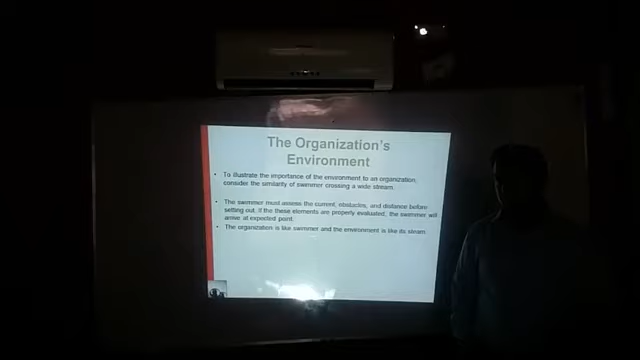 The Organization's
Environment
• To illustrate the importance of the environment to an organization,
consider the similarity of swimmer crossing a wide stream.
• The swimmer must assess the current, obstacles, and distance before
setting out. If the these elements are properly evaluated, the swimmer will
arrive at expected point.
• The organization is like swimmer and the environment is like its stream